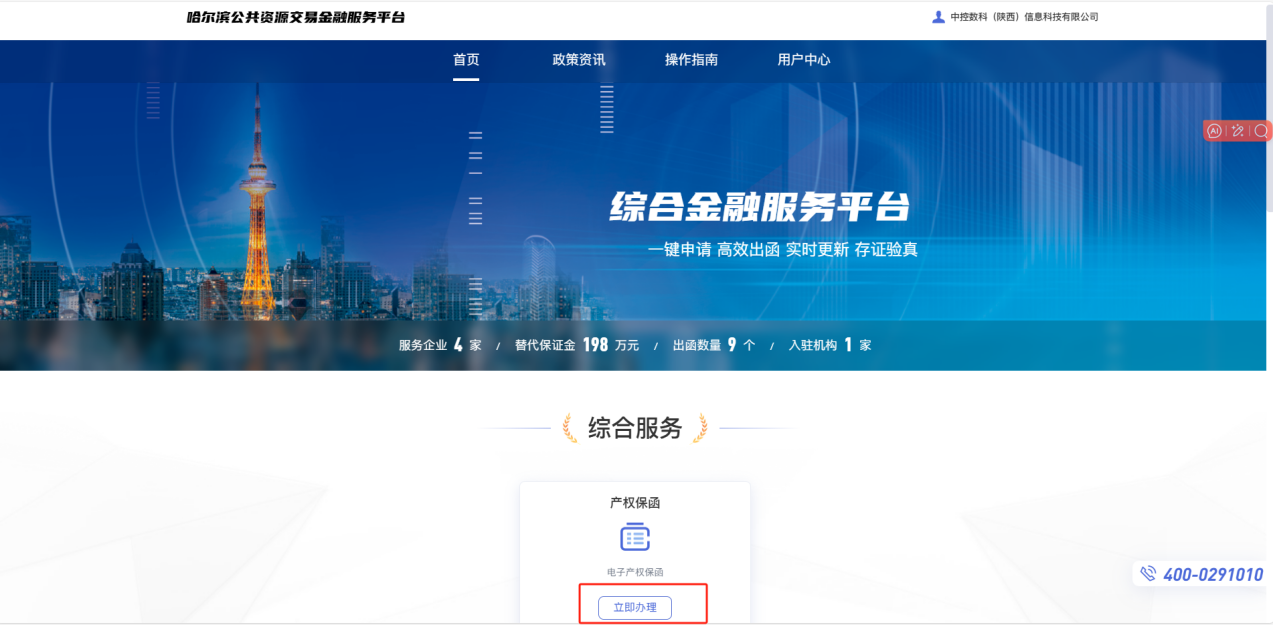 哈尔滨公共资源交易金融服务平台
中控数科（陕西）信息科技有限公司
首页 政策资讯 操作指南 用户中心
AI
综合金融服务平台
一键申请 高效出函 实时更新 存证验真
服务企业 4 家 / 替代保证金 198 万元 / 出函数量 9 个 / 入驻机构 1 家
综合服务
产权保函
电子产权保函
立即办理
400-0291010